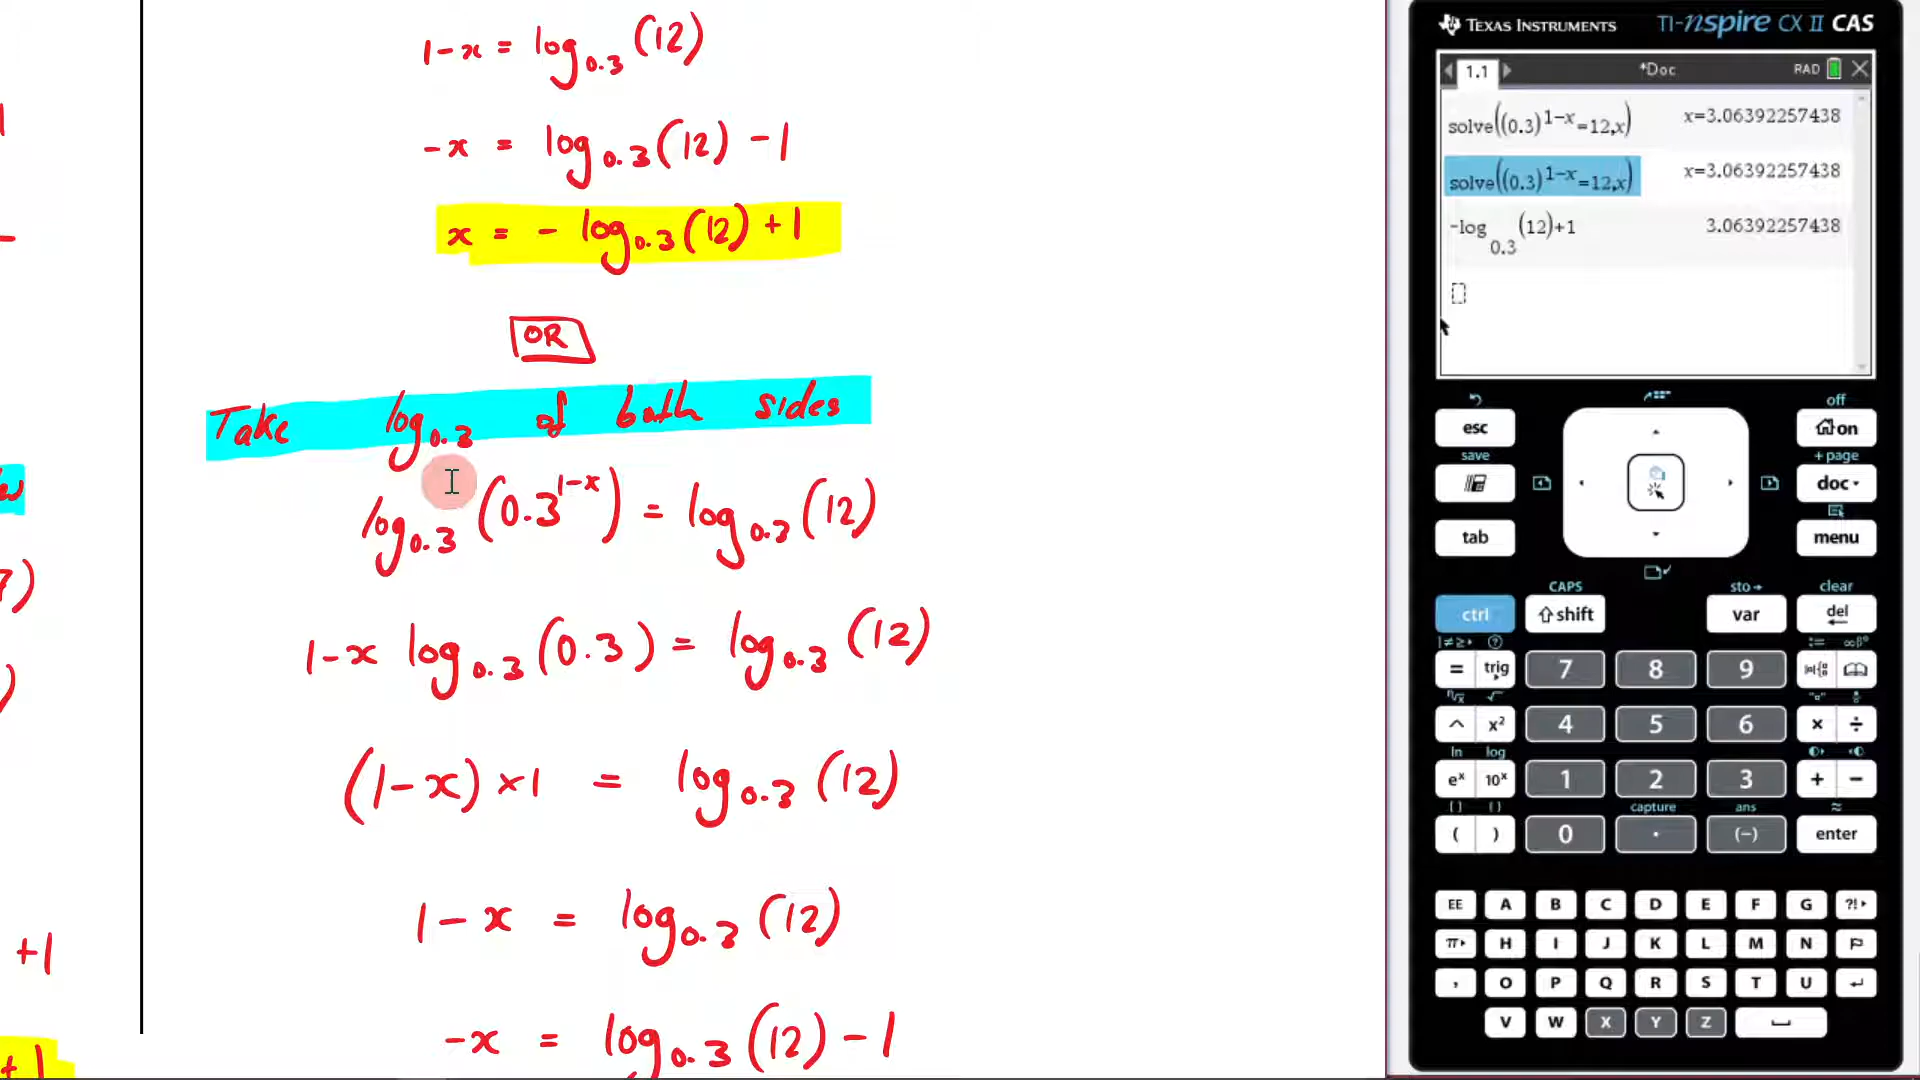 1-x = log0.3 (12)
-x = log0.3 (12) -1
x = - log0.3 (12) +1
OR
Take log0.3 of both sides
log0.3 (0.3^1-x) = log0.3 (12)
1-x log0.3 (0.3) = log0.3 (12)
(1-x) ×1 = log0.3 (12)
1-x = log0.3 (12)
-x = log0.3 (12) -1
+1
+1
TEXAS INSTRUMENTS TI-nspire CX II CAS
1.1 *Doc RAD
solve((0.3)^1-x=12,x) x=3.06392257438
solve((0.3)^1-x=12,x) x=3.06392257438
-log0.3(12)+1 3.06392257438
off
esc on
save + page
doc
tab menu
CAPS sto→ clear
ctrl shift var del
= trig 7 8 9
^ x² 4 5 6 × ÷
ln log
eˣ 10ˣ 1 2 3 + −
capture ans ≈
( ) 0 . (−) enter
EE A B C D E F G ?!
π H I J K L M N
, O P Q R S T U
V W X Y Z